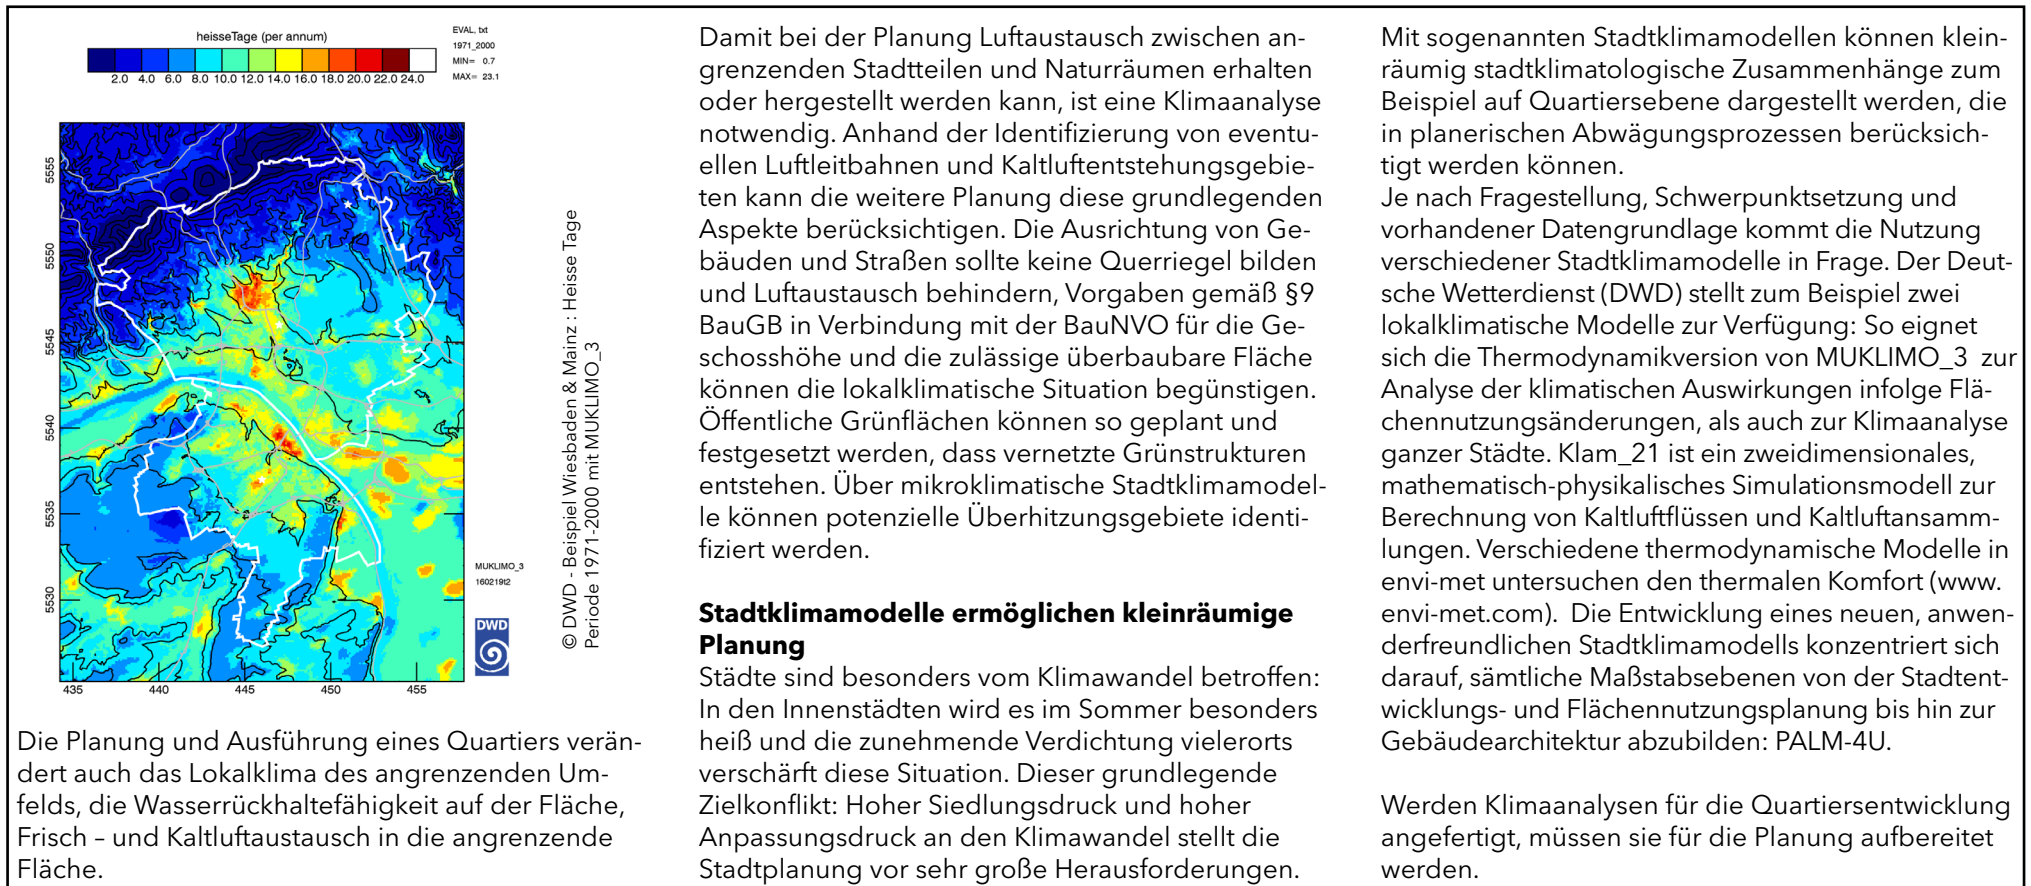 heisseTage (per annum)
2.0 4.0 6.0 8.0 10.0 12.0 14.0 16.0 18.0 20.0 22.0 24.0
EVAL, txt
1971_2000
MIN= 0.7
MAX= 23.1
5555
5550
5545
5540
5535
5530
435 440 445 450 455
MUKLIMO_3
160219t2
DWD
© DWD - Beispiel Wiesbaden & Mainz : Heisse Tage
Periode 1971-2000 mit MUKLIMO_3
Die Planung und Ausführung eines Quartiers verän-
dert auch das Lokalklima des angrenzenden Um-
felds, die Wasserrückhaltefähigkeit auf der Fläche,
Frisch – und Kaltluftaustausch in die angrenzende
Fläche.
Damit bei der Planung Luftaustausch zwischen an-
grenzenden Stadtteilen und Naturräumen erhalten
oder hergestellt werden kann, ist eine Klimaanalyse
notwendig. Anhand der Identifizierung von eventu-
ellen Luftleitbahnen und Kaltluftentstehungsgebie-
ten kann die weitere Planung diese grundlegenden
Aspekte berücksichtigen. Die Ausrichtung von Ge-
bäuden und Straßen sollte keine Querriegel bilden
und Luftaustausch behindern, Vorgaben gemäß §9
BauGB in Verbindung mit der BauNVO für die Ge-
schosshöhe und die zulässige überbaubare Fläche
können die lokalklimatische Situation begünstigen.
Öffentliche Grünflächen können so geplant und
festgesetzt werden, dass vernetzte Grünstrukturen
entstehen. Über mikroklimatische Stadtklimamodel-
le können potenzielle Überhitzungsgebiete identi-
fiziert werden.
Stadtklimamodelle ermöglichen kleinräumige
Planung
Städte sind besonders vom Klimawandel betroffen:
In den Innenstädten wird es im Sommer besonders
heiß und die zunehmende Verdichtung vielerorts
verschärft diese Situation. Dieser grundlegende
Zielkonflikt: Hoher Siedlungsdruck und hoher
Anpassungsdruck an den Klimawandel stellt die
Stadtplanung vor sehr große Herausforderungen.
Mit sogenannten Stadtklimamodellen können klein-
räumig stadtklimatologische Zusammenhänge zum
Beispiel auf Quartiersebene dargestellt werden, die
in planerischen Abwägungsprozessen berücksich-
tigt werden können.
Je nach Fragestellung, Schwerpunktsetzung und
vorhandener Datengrundlage kommt die Nutzung
verschiedener Stadtklimamodelle in Frage. Der Deut-
sche Wetterdienst (DWD) stellt zum Beispiel zwei
lokalklimatische Modelle zur Verfügung: So eignet
sich die Thermodynamikversion von MUKLIMO_3 zur
Analyse der klimatischen Auswirkungen infolge Flä-
chennutzungsänderungen, als auch zur Klimaanalyse
ganzer Städte. Klam_21 ist ein zweidimensionales,
mathematisch-physikalisches Simulationsmodell zur
Berechnung von Kaltluftflüssen und Kaltluftansamm-
lungen. Verschiedene thermodynamische Modelle in
envi-met untersuchen den thermalen Komfort (www.
envi-met.com). Die Entwicklung eines neuen, anwen-
derfreundlichen Stadtklimamodells konzentriert sich
darauf, sämtliche Maßstabsebenen von der Stadtent-
wicklungs- und Flächennutzungsplanung bis hin zur
Gebäudearchitektur abzubilden: PALM-4U.
Werden Klimaanalysen für die Quartiersentwicklung
angefertigt, müssen sie für die Planung aufbereitet
werden.